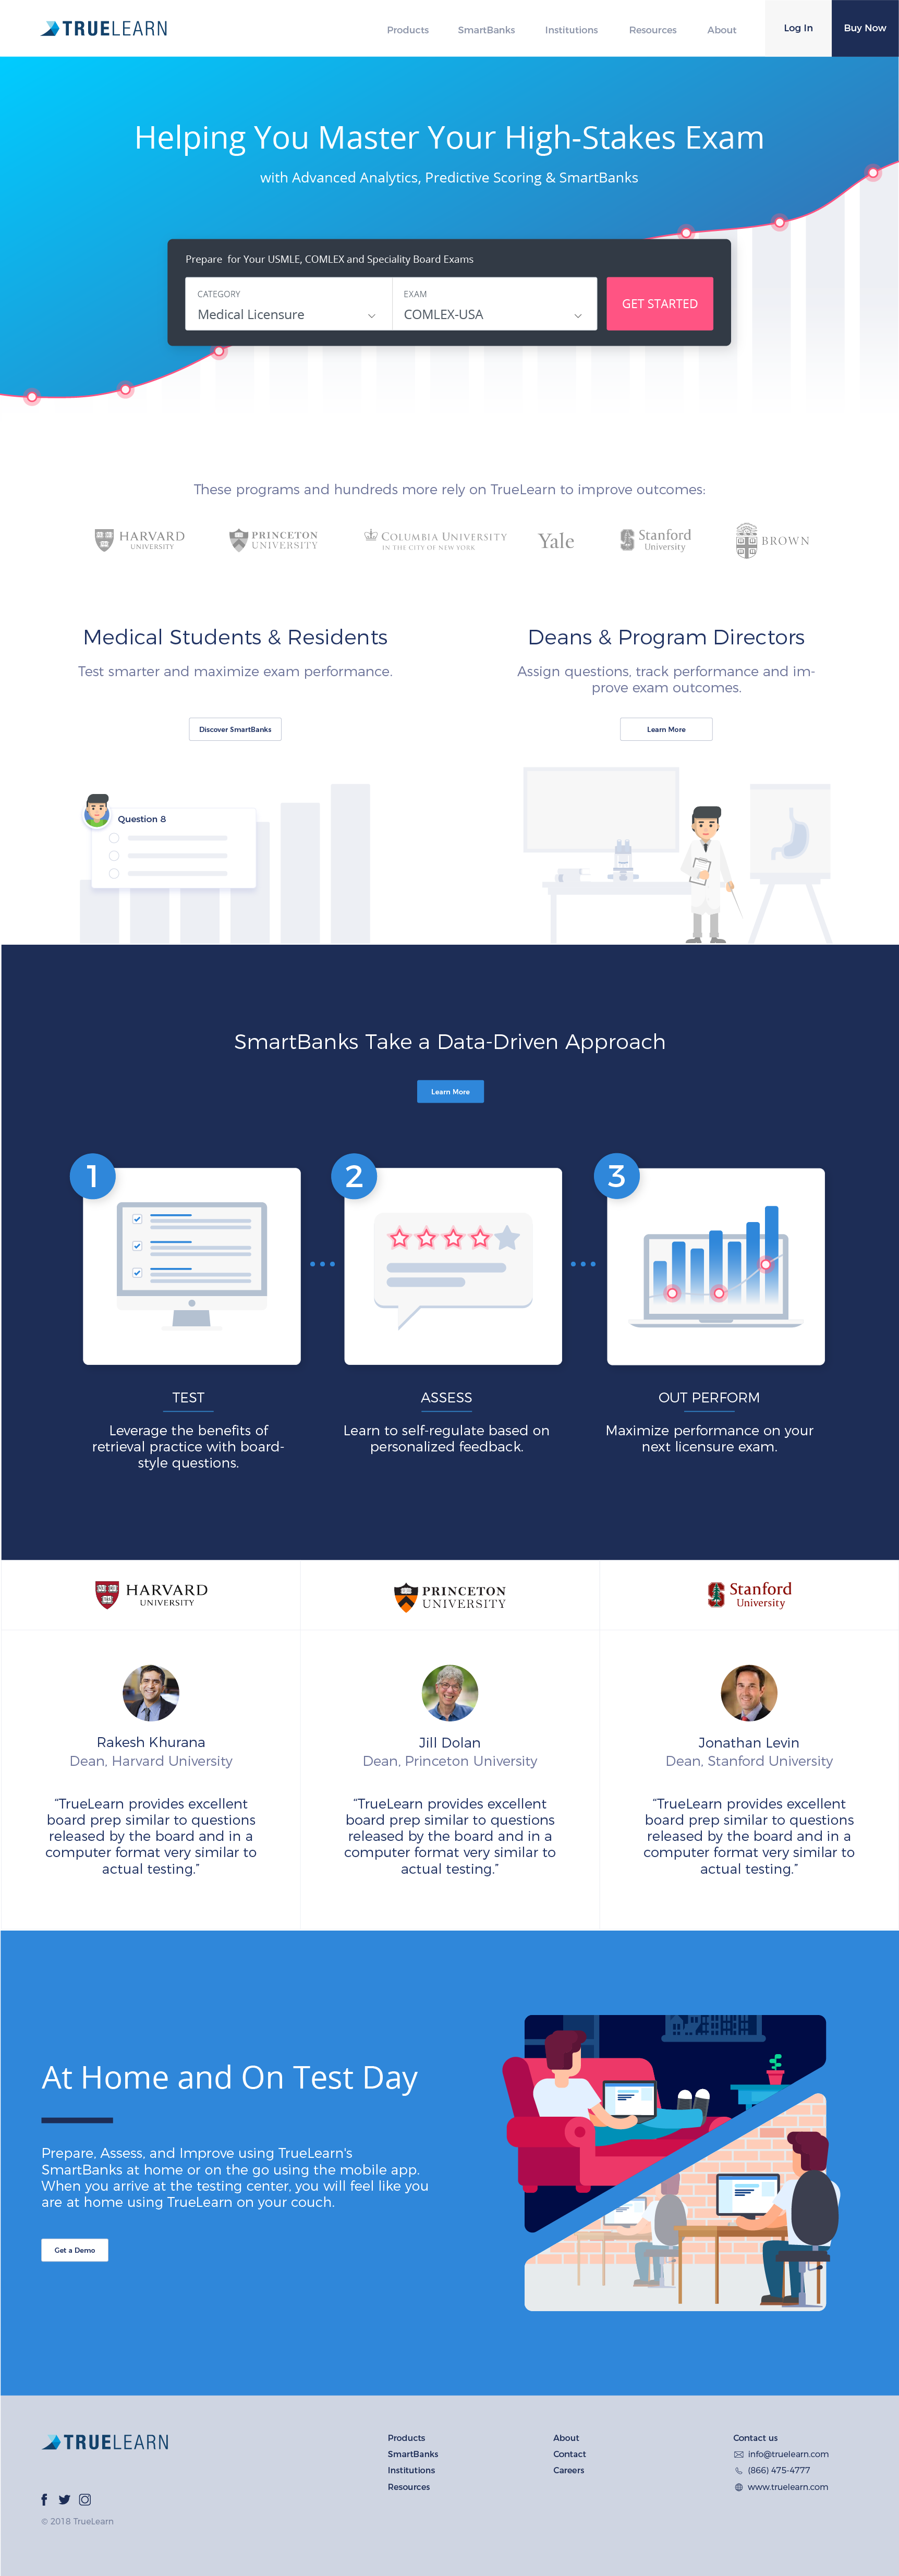 TRUELEARN
Products
SmartBanks
Institutions
Resources
About
Log In
Buy Now
Helping You Master Your High-Stakes Exam
with Advanced Analytics, Predictive Scoring & SmartBanks
Prepare for Your USMLE, COMLEX and Speciality Board Exams
CATEGORY
Medical Licensure
EXAM
COMLEX-USA
GET STARTED
These programs and hundreds more rely on TrueLearn to improve outcomes:
HARVARD
UNIVERSITY
PRINCETON
UNIVERSITY
COLUMBIA UNIVERSITY
IN THE CITY OF NEW YORK
Yale
Stanford
University
BROWN
Medical Students & Residents
Test smarter and maximize exam performance.
Discover SmartBanks
Deans & Program Directors
Assign questions, track performance and im-
prove exam outcomes.
Learn More
Question 8
SmartBanks Take a Data-Driven Approach
Learn More
1
2
3
TEST
Leverage the benefits of
retrieval practice with board-
style questions.
ASSESS
Learn to self-regulate based on
personalized feedback.
OUT PERFORM
Maximize performance on your
next licensure exam.
HARVARD
UNIVERSITY
PRINCETON
UNIVERSITY
Stanford
University
Rakesh Khurana
Dean, Harvard University
“TrueLearn provides excellent
board prep similar to questions
released by the board and in a
computer format very similar to
actual testing.”
Jill Dolan
Dean, Princeton University
“TrueLearn provides excellent
board prep similar to questions
released by the board and in a
computer format very similar to
actual testing.”
Jonathan Levin
Dean, Stanford University
“TrueLearn provides excellent
board prep similar to questions
released by the board and in a
computer format very similar to
actual testing.”
At Home and On Test Day
Prepare, Assess, and Improve using TrueLearn's
SmartBanks at home or on the go using the mobile app.
When you arrive at the testing center, you will feel like you
are at home using TrueLearn on your couch.
Get a Demo
TRUELEARN
© 2018 TrueLearn
Products
SmartBanks
Institutions
Resources
About
Contact
Careers
Contact us
info@truelearn.com
(866) 475-4777
www.truelearn.com